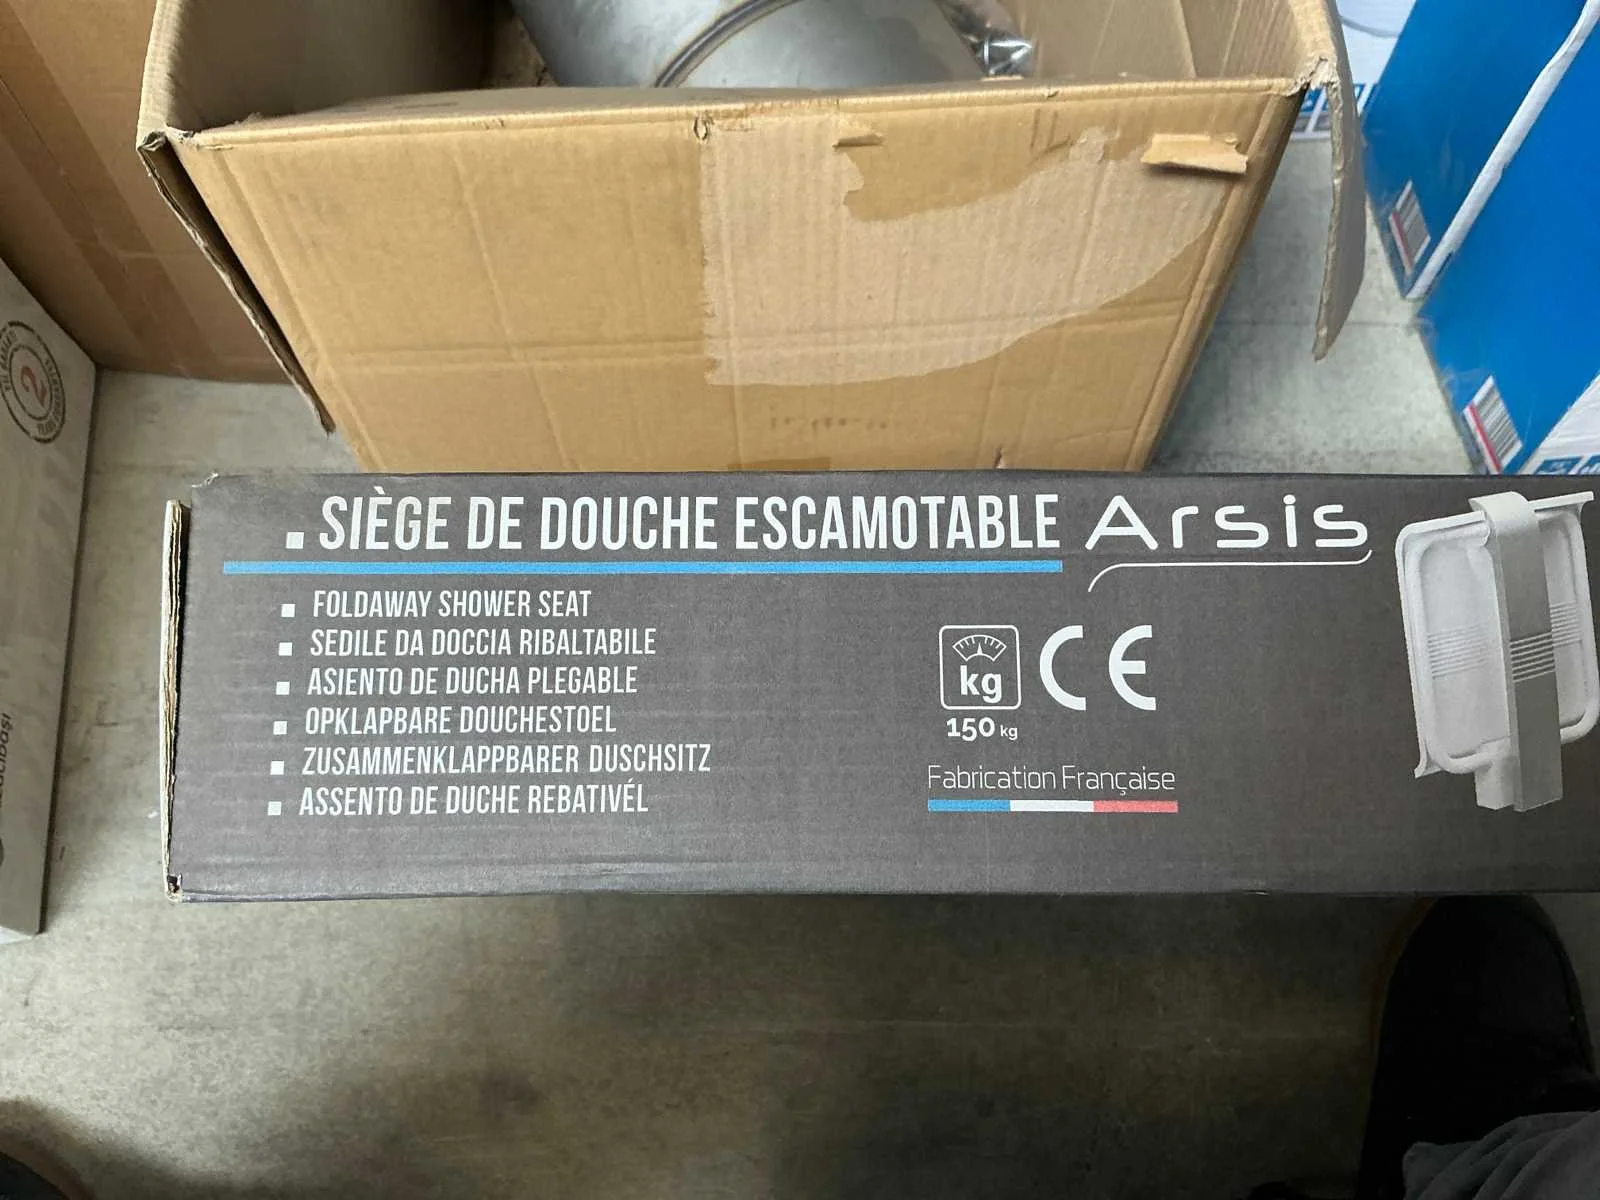 SIÈGE DE DOUCHE ESCAMOTABLE Arsis
FOLDAWAY SHOWER SEAT
SEDILE DA DOCCIA RIBALTABILE
ASIENTO DE DUCHA PLEGABLE
OPKLAPBARE DOUCHESTOEL
ZUSAMMENKLAPPBARER DUSCHSITZ
ASSENTO DE DUCHE REBATIVÉL
kg
150 kg
CE
Fabrication Française
2